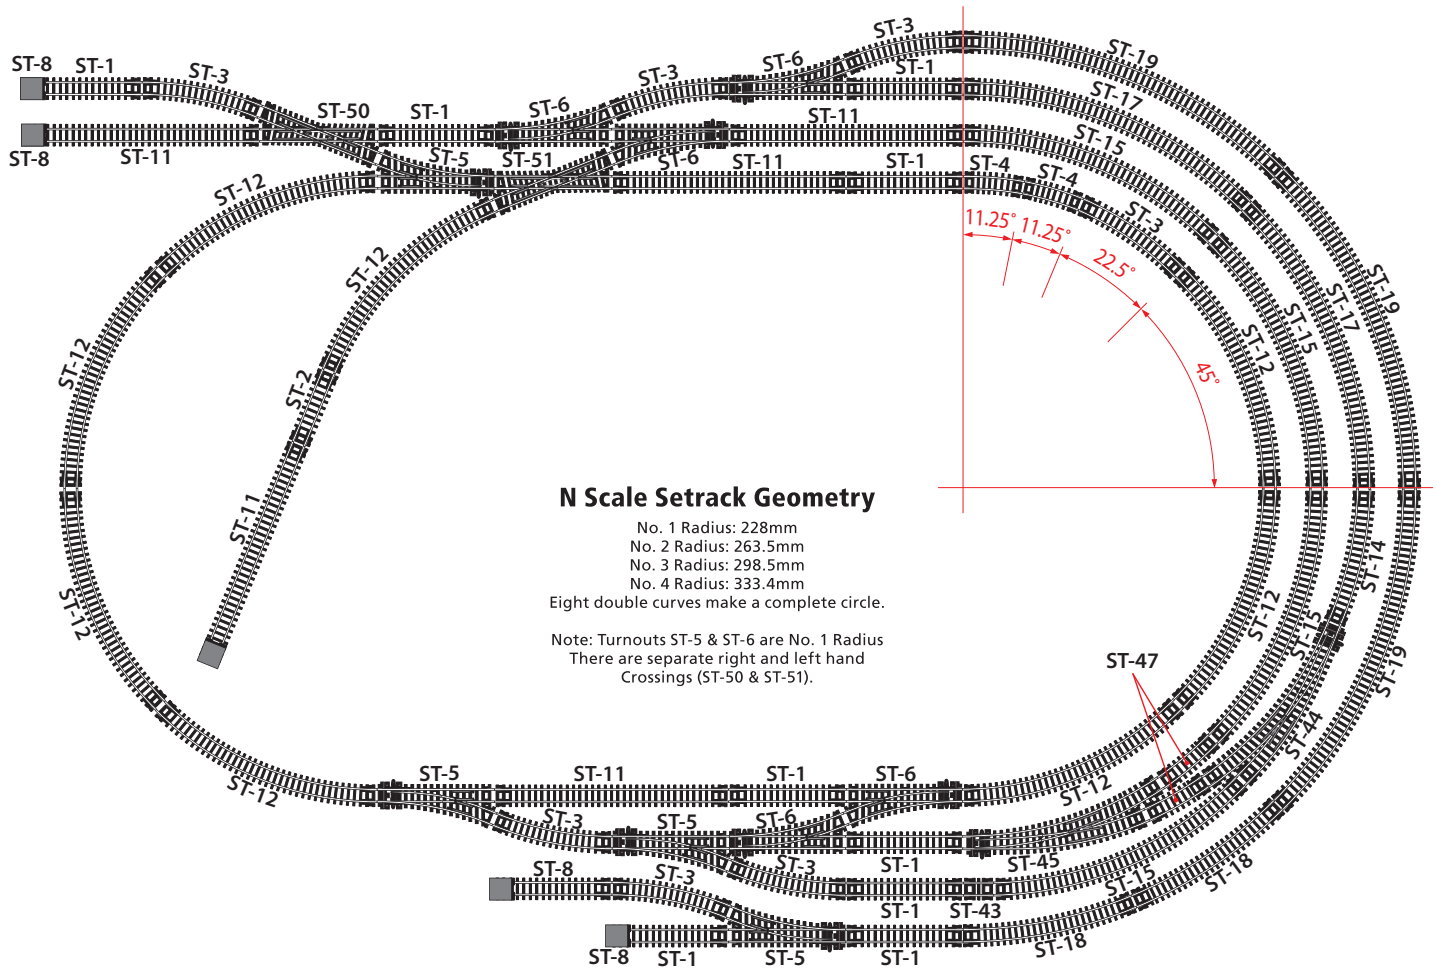 ST-3
ST-19
ST-8
ST-1
ST-3
ST-3
ST-6
ST-1
ST-17
ST-50
ST-1
ST-6
ST-11
ST-15
ST-8
ST-11
ST-5
ST-51
ST-6
ST-11
ST-1
ST-4
ST-4
ST-3
ST-12
ST-12
11.25°
11.25°
22.5°
45°
ST-19
ST-17
ST-15
ST-12
ST-12
ST-2
ST-11
N Scale Setrack Geometry
No. 1 Radius: 228mm
No. 2 Radius: 263.5mm
No. 3 Radius: 298.5mm
No. 4 Radius: 333.4mm
Eight double curves make a complete circle.
Note: Turnouts ST-5 & ST-6 are No. 1 Radius
There are separate right and left hand
Crossings (ST-50 & ST-51).
ST-14
ST-12
ST-12
ST-15
ST-47
ST-19
ST-44
ST-12
ST-5
ST-11
ST-1
ST-6
ST-12
ST-3
ST-5
ST-6
ST-8
ST-3
ST-3
ST-1
ST-45
ST-15
ST-18
ST-1
ST-43
ST-8
ST-1
ST-5
ST-1
ST-18